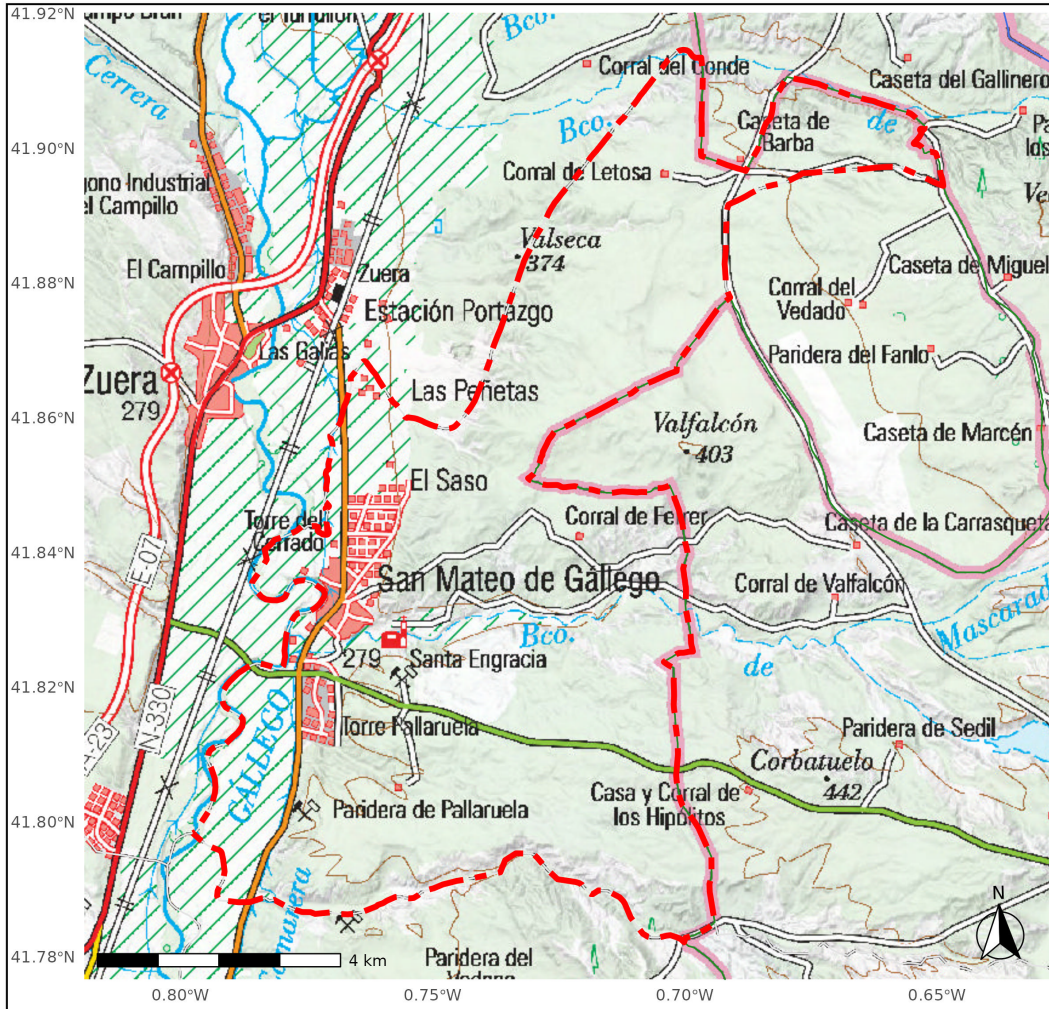 41.92°N
41.90°N
41.88°N
41.86°N
41.84°N
41.82°N
41.80°N
41.78°N
0.80°W
0.75°W
0.70°W
0.65°W
Bco.
Cerrera
Corral del Conde
Caseta del Gallinero
Bco.
de
Caseta de
Barba
Corral de Letosa
gono Industrial
el Campillo
El Campillo
Zuera
Valseca
374
Caseta de Miguel
Corral del
Vedado
Estación Portazgo
Las Galias
Paridera del Fanlo
Zuera
279
Las Peñetas
Valfalcón
403
Caseta de Marcén
El Saso
Torre del
Cerrado
Corral de Ferrer
Caseta de la Carrasqueta
E-07
San Mateo de Gállego
Corral de Valfalcón
Mascarad
Bco.
de
279
Santa Engracia
N-330
A-23
GÁLLEGO
Torre Pallaruela
Paridera de Sedil
Corbatuelo
442
Casa y Corral de
los Hipólitos
Paridera de Pallaruela
Paridera del
N
4 km